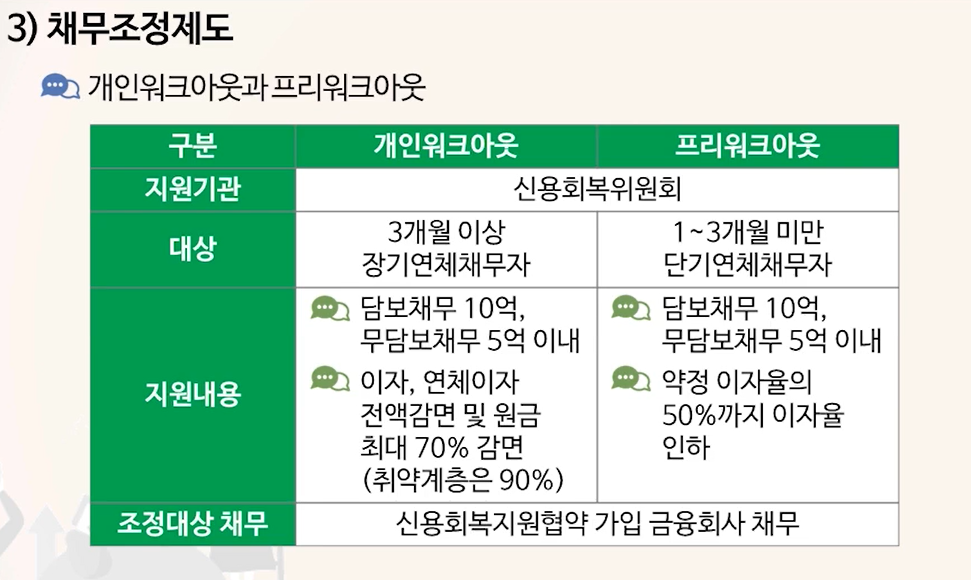 3) 채무조정제도
개인워크아웃과 프리워크아웃
구분 개인워크아웃 프리워크아웃
지원기관 신용회복위원회
대상
3개월 이상
장기연체채무자
1~3개월 미만
단기연체채무자
지원내용
담보채무 10억,
무담보채무 5억 이내
이자, 연체이자
전액감면 및 원금
최대 70% 감면
(취약계층은 90%)
담보채무 10억,
무담보채무 5억 이내
약정 이자율의
50%까지 이자율
인하
조정대상 채무 신용회복지원협약 가입 금융회사 채무